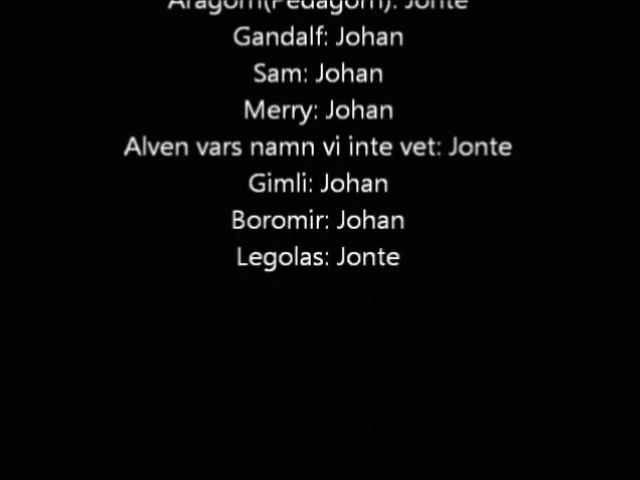 Aragorn(Pedagorn): Jonte
Gandalf: Johan
Sam: Johan
Merry: Johan
Alven vars namn vi inte vet: Jonte
Gimli: Johan
Boromir: Johan
Legolas: Jonte